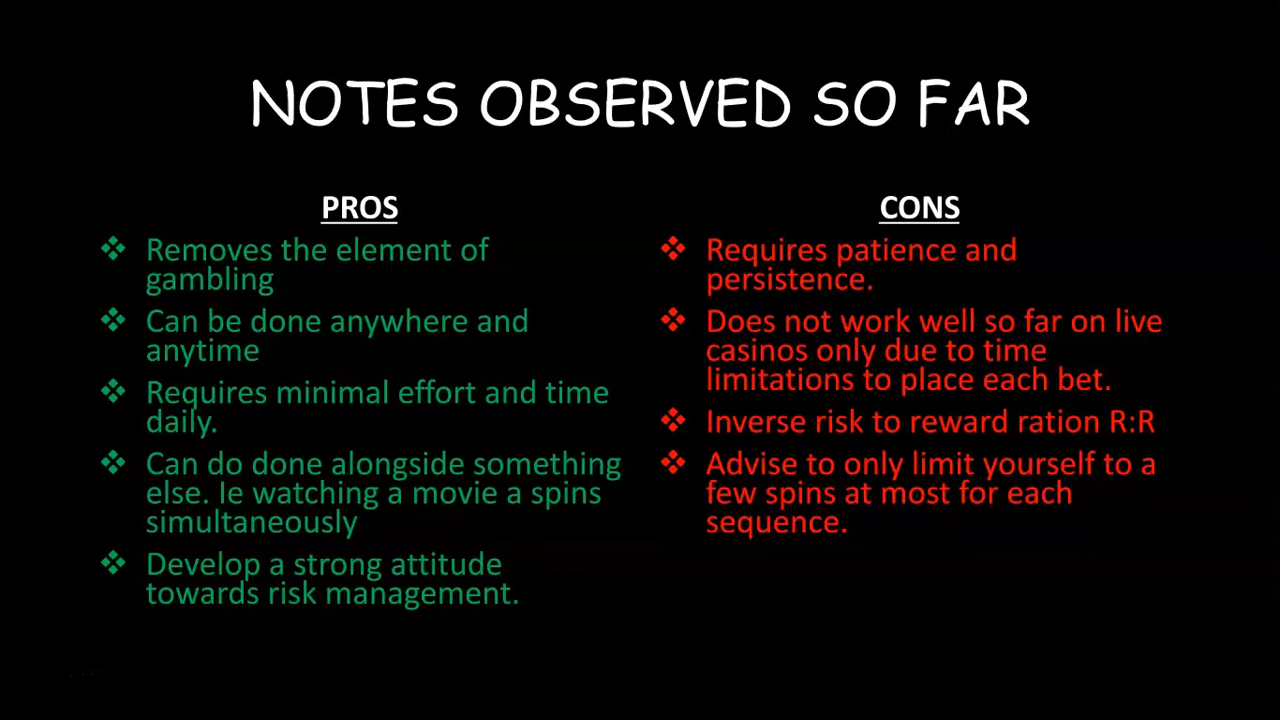 NOTES OBSERVED SO FAR
PROS
Removes the element of
gambling
Can be done anywhere and
anytime
Requires minimal effort and time
daily.
Can do done alongside something
else. Ie watching a movie a spins
simultaneously
Develop a strong attitude
towards risk management.
CONS
Requires patience and
persistence.
Does not work well so far on live
casinos only due to time
limitations to place each bet.
Inverse risk to reward ration R:R
Advise to only limit yourself to a
few spins at most for each
sequence.